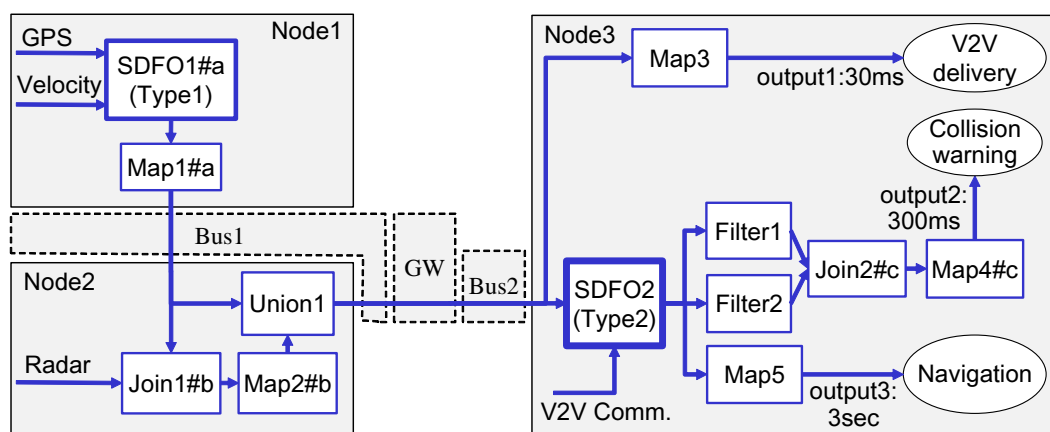 Node1
GPS
SDFO1#a
(Type1)
Velocity
Map1#a
Bus1
GW
Bus2
Node2
Union1
Radar
Join1#b
Map2#b
Node3
Map3
output1:30ms
V2V
delivery
Collision
warning
output2:
300ms
Filter1
SDFO2
(Type2)
Filter2
Join2#c
Map4#c
Map5
output3:
3sec
Navigation
V2V Comm.